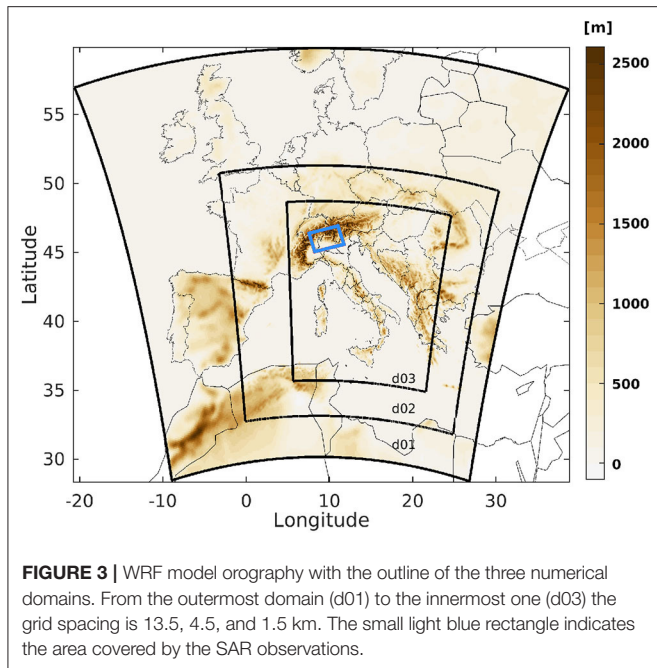 [m]
2500
2000
1500
1000
500
0
55
50
45
40
35
30
Latitude
d03
d02
d01
-20
-10
0
10
20
30
Longitude
FIGURE 3 | WRF model orography with the outline of the three numerical
domains. From the outermost domain (d01) to the innermost one (d03) the
grid spacing is 13.5, 4.5, and 1.5 km. The small light blue rectangle indicates
the area covered by the SAR observations.